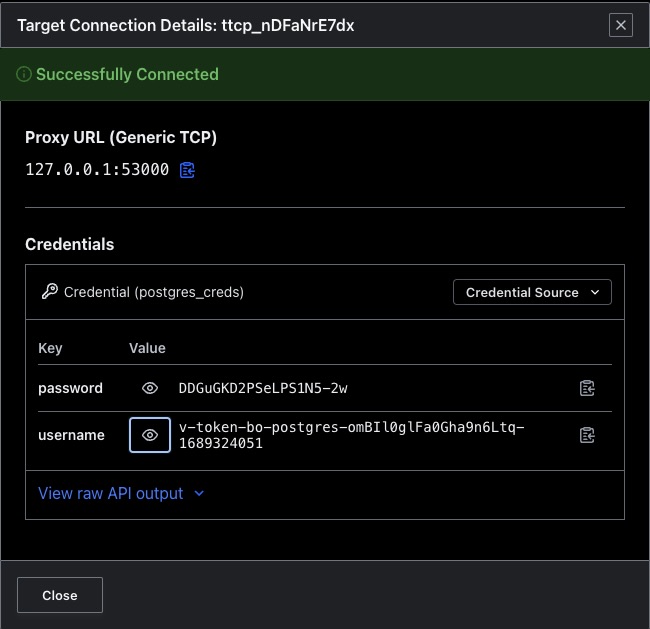 Target Connection Details: ttcp_nDFaNrE7dx
Successfully Connected
Proxy URL (Generic TCP)
127.0.0.1:53000
Credentials
Credential (postgres_creds)
Credential Source
Key Value
password DDGuGKD2PSeLPS1N5-2w
username v-token-bo-postgres-omBIl0glFa0Gha9n6Ltq-
1689324051
View raw API output
Close